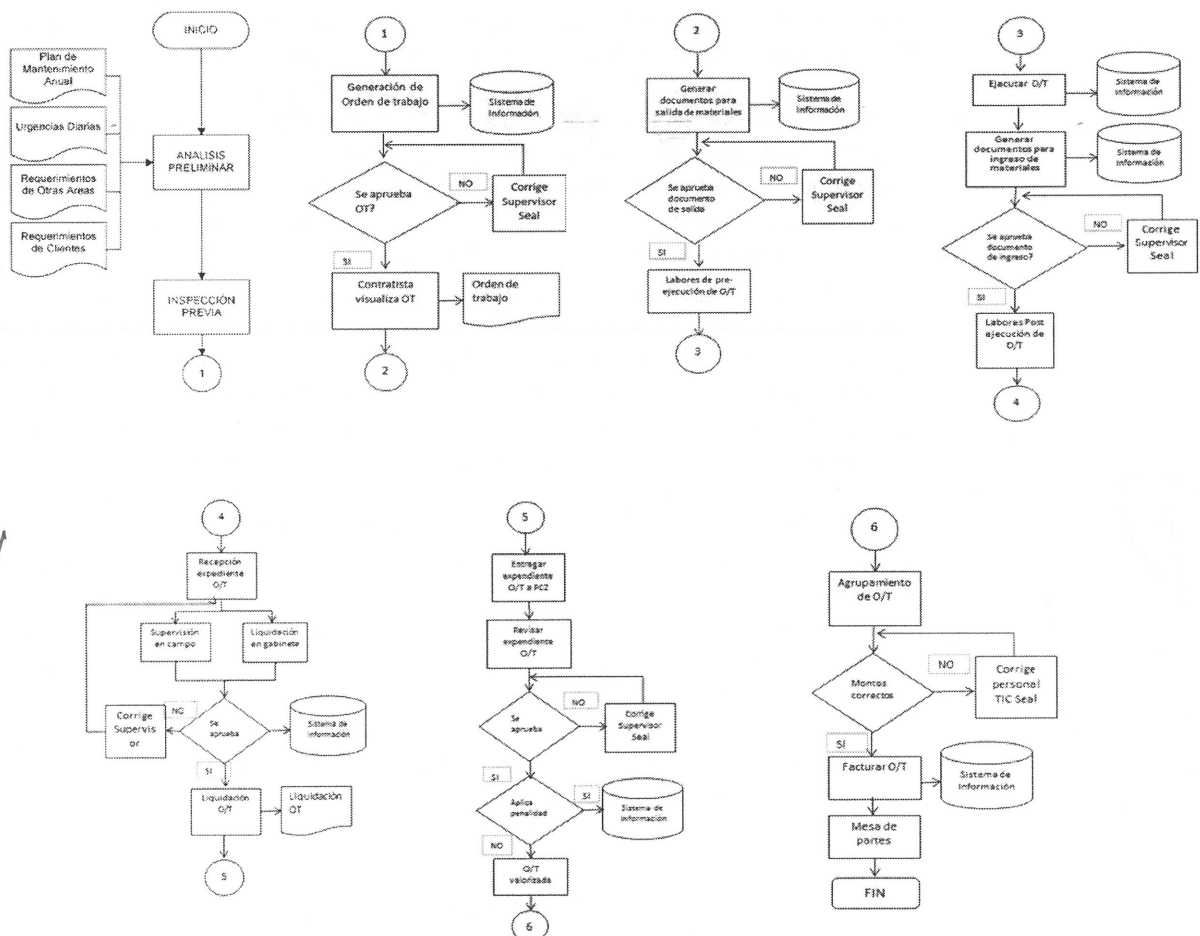 INICIO
Plan de
Mantenimiento
Anual
Urgencias Diarias
Requerimientos
de Otras Areas
Requerimientos
de Clientes
ANALISIS
PRELIMINAR
INSPECCIÓN
PREVIA
1
1
Generación de
Orden de trabajo
Sistema de
Información
Se aprueba
OT?
NO
Corrige
Supervisor
Seal
SI
Contratista
visualiza OT
Orden de
trabajo
2
2
Generar
documentos para
salida de materiales
Sistema de
Información
Se aprueba
documento
de salida
NO
Corrige
Supervisor
Seal
SI
Labores de pre-
ejecución de O/T
3
3
Ejecutar O/T
Sistema de
Información
Generar
documentos para
ingreso de
materiales
Sistema de
Información
Se aprueba
documento
de ingreso?
NO
Corrige
Supervisor
Seal
SI
Labores Post
ejecución de
O/T
4
4
Recepción
expediente
O/T
Supervisión
en campo
Liquidación
en gabinete
NO
Corrige
Supervis
or
Se
aprueba
Sistema de
Información
SI
Liquidación
O/T
Liquidación
OT
5
5
Estregar
expendiente
O/T a PCZ
Revisar
expendiente
O/T
Se
aprueba
NO
Corrige
Supervisor
Seal
SI
Aplica
penalidad
SI
Sistema de
Información
NO
O/T
valorizada
6
6
Agrupamiento
de O/T
Montos
correctos
NO
Corrige
personal
TIC Seal
SI
Facturar O/T
Sistema de
Información
Mesa de
partes
FIN